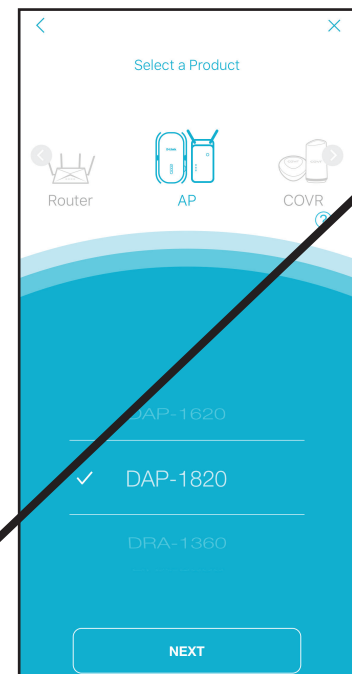 Select a Product
Router AP COVR
DAP-1620
DAP-1820
DRA-1360
NEXT